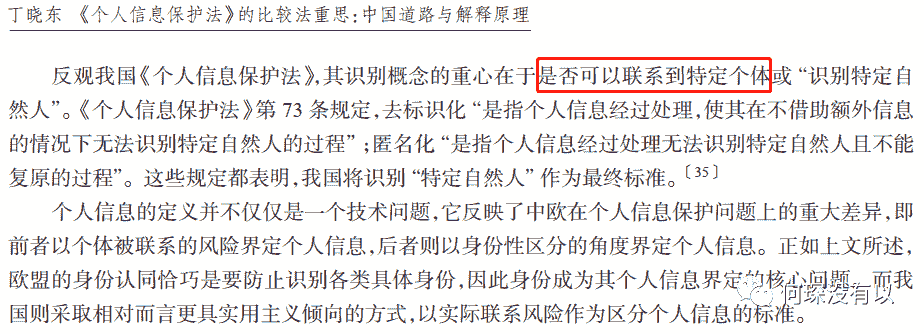 丁晓东 《个人信息保护法》的比较法重思:中国道路与解释原理
反观我国《个人信息保护法》,其识别概念的重心在于是否可以联系到特定个体或“识别特定自
然人”。《个人信息保护法》第 73 条规定,去标识化“是指个人信息经过处理,使其在不借助额外信息
的情况下无法识别特定自然人的过程”;匿名化“是指个人信息经过处理无法识别特定自然人且不能
复原的过程”。这些规定都表明,我国将识别“特定自然人”作为最终标准。〔35〕
个人信息的定义并不仅仅是一个技术问题,它反映了中欧在个人信息保护问题上的重大差异,即
前者以个体被联系的风险界定个人信息,后者则以身份性区分的角度界定个人信息。正如上文所述,
欧盟的身份认同恰巧是要防止识别各类具体身份,因此身份成为其个人信息界定的核心问题。而我
国则采取相对而言更具实用主义倾向的方式,以实际联系风险作为区分个人信息的标准。
何琛没有以